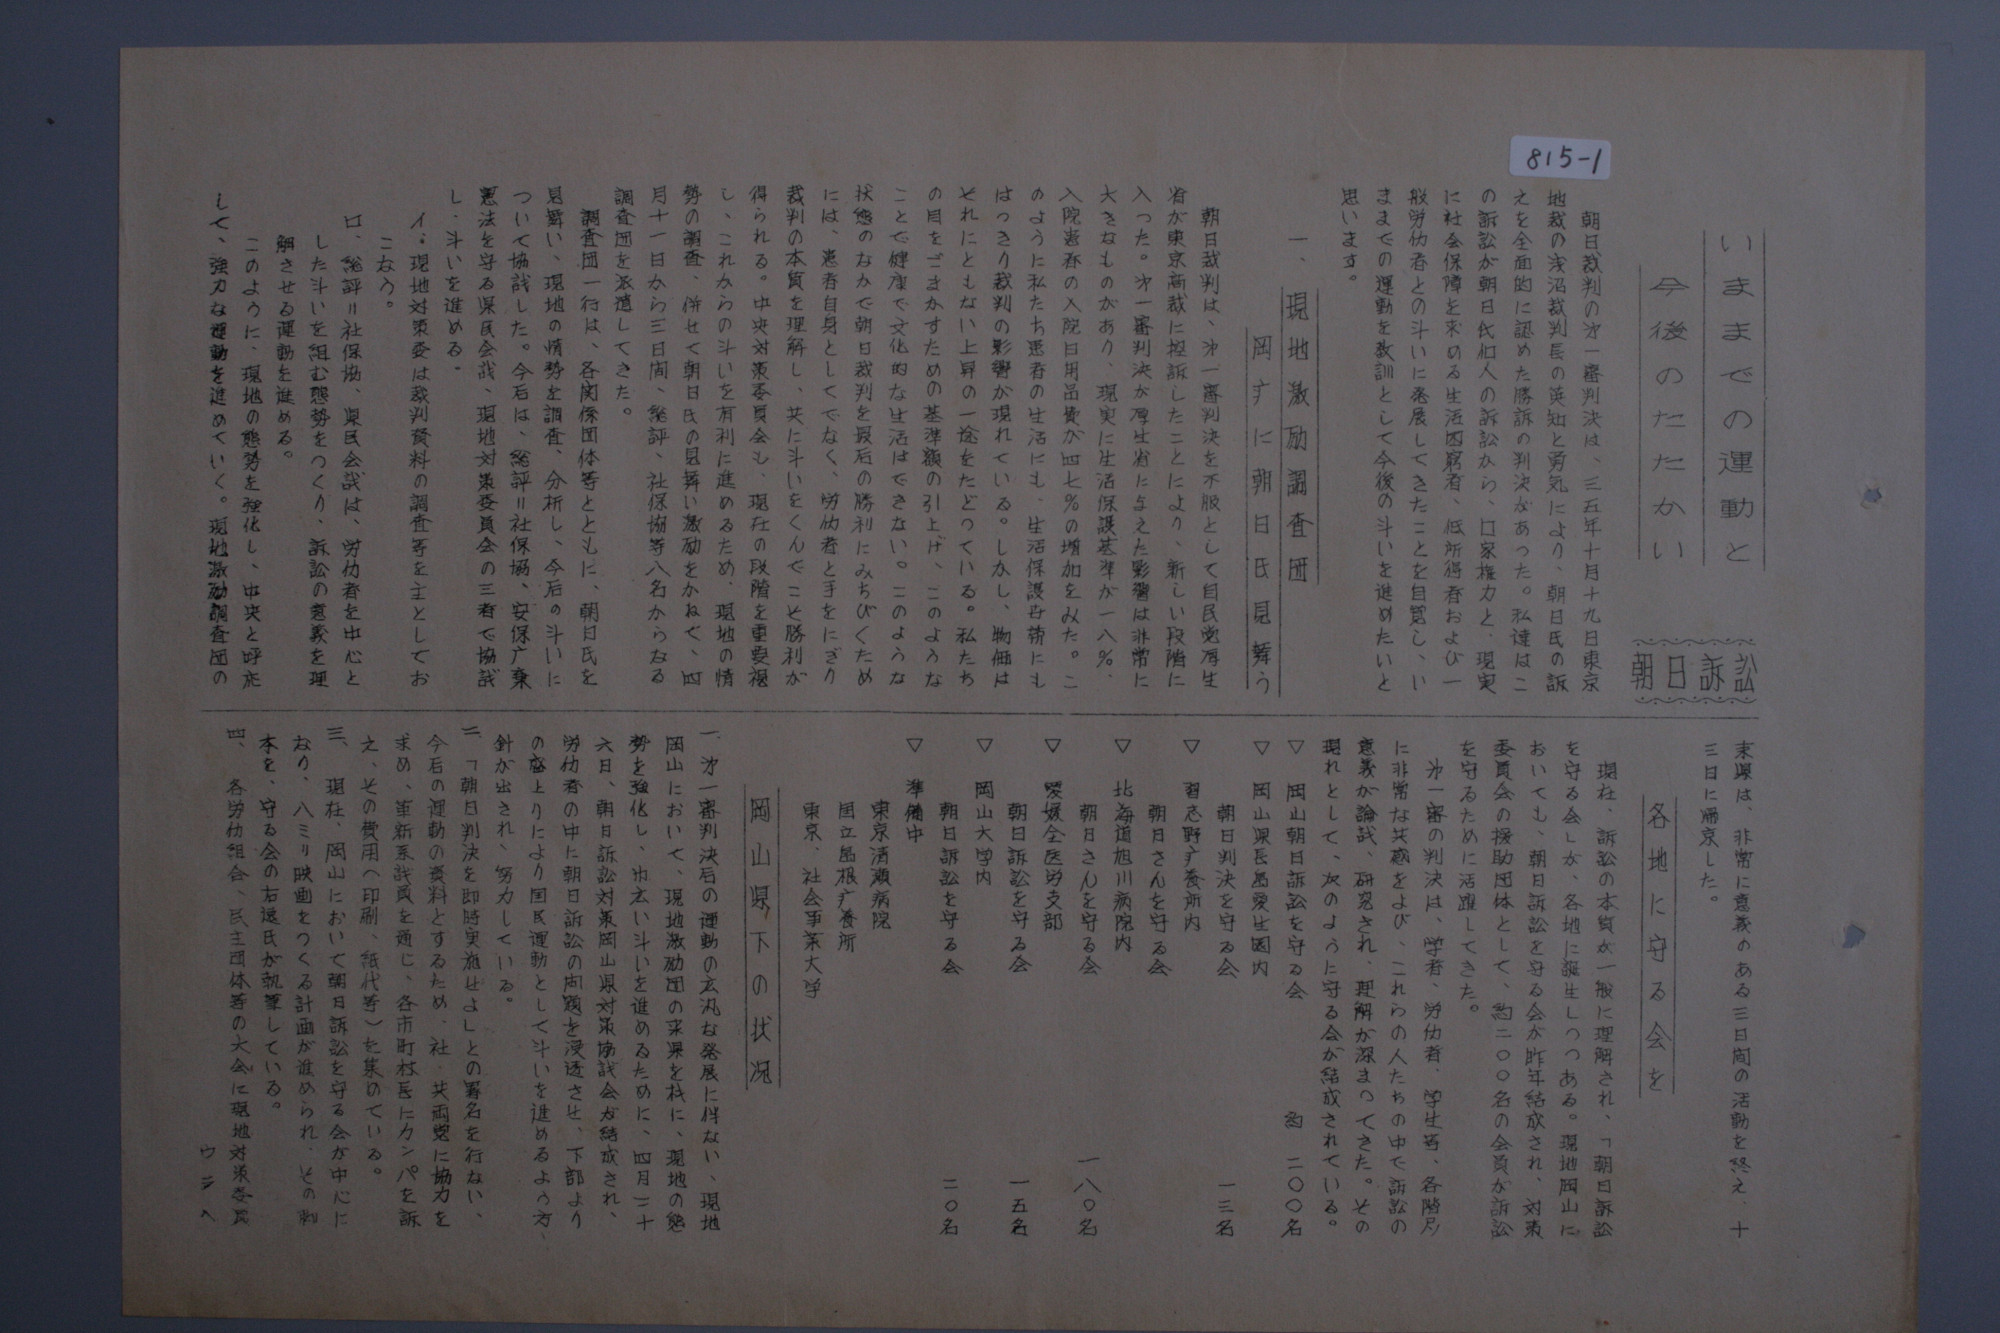 815-1
いままでの運動と
今後のたたかい
朝日訴訟
朝日裁判の㐧一審判決は、三五年十月十九日東京
地裁の浅沼裁判長の英知と勇気により、朝日氏の訴
えを全面的に認めた勝訴の判決があった。私達はこ
の訴訟が朝日氏個人の訴訟から、口家権力と、現実
に社会保障を求める生活困窮者、低所得者および一
般労仂者との斗いに発展してきたことを自覚し、い
ままでの運動を教訓として今後の斗いを進めたいと
思います。
一、現地激励調査団
岡山に朝日氏見舞う
朝日裁判は、㐧一審判決を不服として自民党厚生
省が東京高裁に控訴したことにより、新しい段階に
入った。㐧一審判決が厚生省に与えた影響は非常に
大きなものがあり、現実に生活保護基準が一八%、
入院患者の入院日用品費が四七%の増加をみた。こ
のように私たち患者の生活にも、生活保護世帯にも
はっきり裁判の影響が現れている。しかし、物価は
それにともない上昇の一途をたどっている。私たち
の目をごまかすための基準額の引上げ、このような
ことで健康で文化的な生活はできない。このような
状態のなかで朝日裁判を最后の勝利にみちびくため
には、患者自身としてでなく、労仂者と手をにぎり
裁判の本質を理解し、共に斗いをくんでこそ勝利が
得られる。中央対策委員会も、現在の段階を重要視
し、これからの斗いを有利に進めるため、現地の情
勢の調査、併せて朝日氏の見舞い激励をかねて、四
月十一日から三日間、総評、社保協等八名からなる
調査団を派遣してきた。
調査団一行は、各関係団体等とともに、朝日氏を
見舞い、現地の情勢を調査、分析し、今后の斗いに
ついて協議した。今后は、総評=社保協、安保广棄
憲法を守る県民会議、現地対策委員会の三者で協議
し、斗いを進める。
イ・現地対策委は裁判資料の調査等を主としてお
こなう。
ロ、総評=社保協、県民会議は、労仂者を中心と
した斗いを組む態勢をつくり、訴訟の意義を理
解させる運動を進める。
このように、現地の態勢を強化し、中央と呼応
して、強力な運動を進めていく。現地激励調査団の
来県は、非常に意義のある三日間の活動を終え、十
三日に帰京した。
各地に守る会を
現在、訴訟の本質が一般に理解され、「朝日訴訟
を守る会」が、各地に誕生しつつある。現地岡山に
おいても、朝日訴訟を守る会が昨年結成され、対策
委員会の援助団体として、約二〇〇名の会員が訴訟
を守るために活躍してきた。
㐧一審の判決は、学者、労仂者、学生等、各階层
に非常な共感をよび、これらの人たちの中で訴訟の
意義が論議、研究され、理解が深まってきた。その
現れとして、次のように守る会が結成されている。
▽ 岡山朝日訴訟を守る会 約 二〇〇名
▽ 岡山県長島愛生園内
朝日判決を守る会 一三名
▽ 習志野广養所内
朝日さんを守る会
▽ 北海道旭川病院内
朝日さんを守る会 一八〇名
▽ 愛媛全医労支部
朝日訴訟を守る会 一五名
▽ 岡山大学内
朝日訴訟を守る会 二〇名
▽ 準備中
東京清瀬病院
国立島根广養所
東京、社会事業大学
岡山県下の状況
一、㐧一審判決后の運動の広汎な発展に伴ない、現地
岡山において、現地激励団の来県を杙に、現地の態
勢を強化し、巾広い斗いを進めるために、四月二十
六日、朝日訴訟対策岡山県対策協議会が結成され、
労仂者の中に朝日訴訟の問題を浸透させ、下部より
の盛上りにより国民運動として斗いを進めるよう方
針が出され、努力している。
二、「朝日判決を即時実施せよ」との署名を行ない、
今后の運動の資料とするため、社・共両党に協力を
求め、革新系議員を通じ、各市町村長にカンパを訴
え、その費用（印刷、紙代等）を集めている。
三、現在、岡山において朝日訴訟を守る会が中心に
なり、八ミリ映画をつくる計画が進められ、その脚
本を、守る会の右遠氏が執筆している。
四、各労仂組合、民主団体等の大会に現地対策委員
ウラヘ